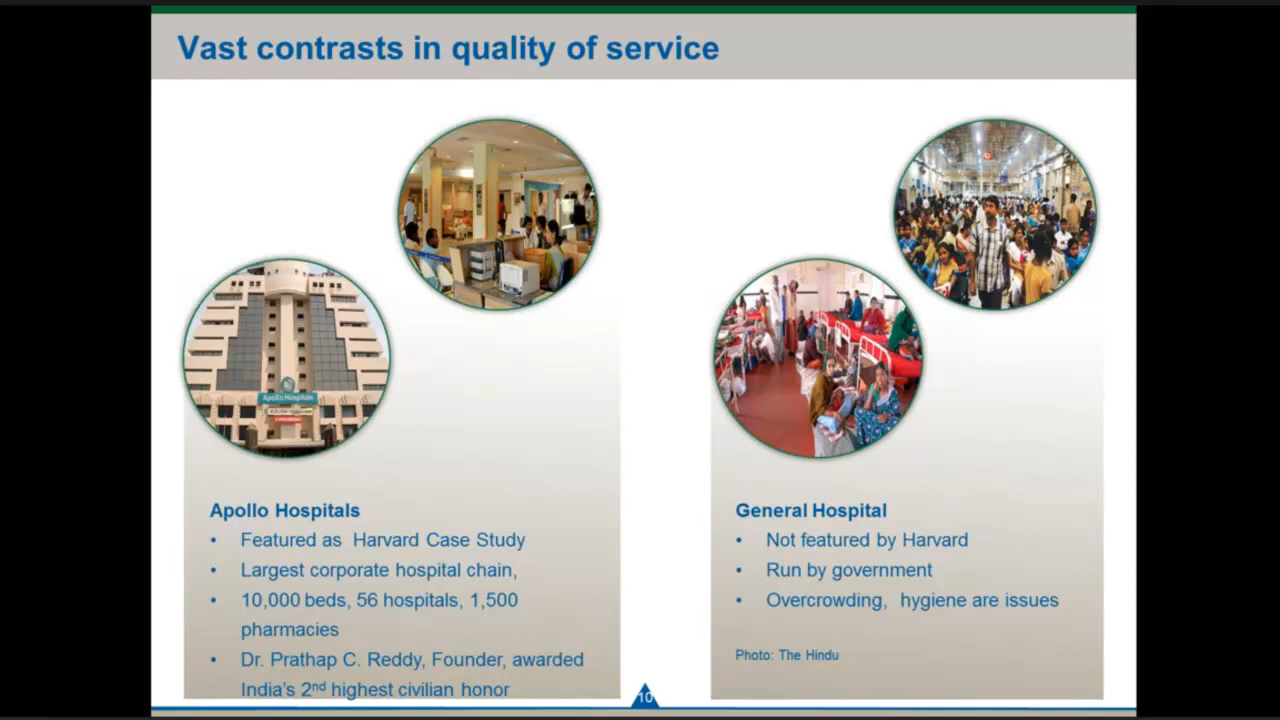 Vast contrasts in quality of service
Apollo Hospitals
Apollo Hospitals
• Featured as Harvard Case Study
• Largest corporate hospital chain,
• 10,000 beds, 56 hospitals, 1,500
pharmacies
• Dr. Prathap C. Reddy, Founder, awarded
India's 2nd highest civilian honor
General Hospital
• Not featured by Harvard
• Run by government
• Overcrowding, hygiene are issues
Photo: The Hindu
10